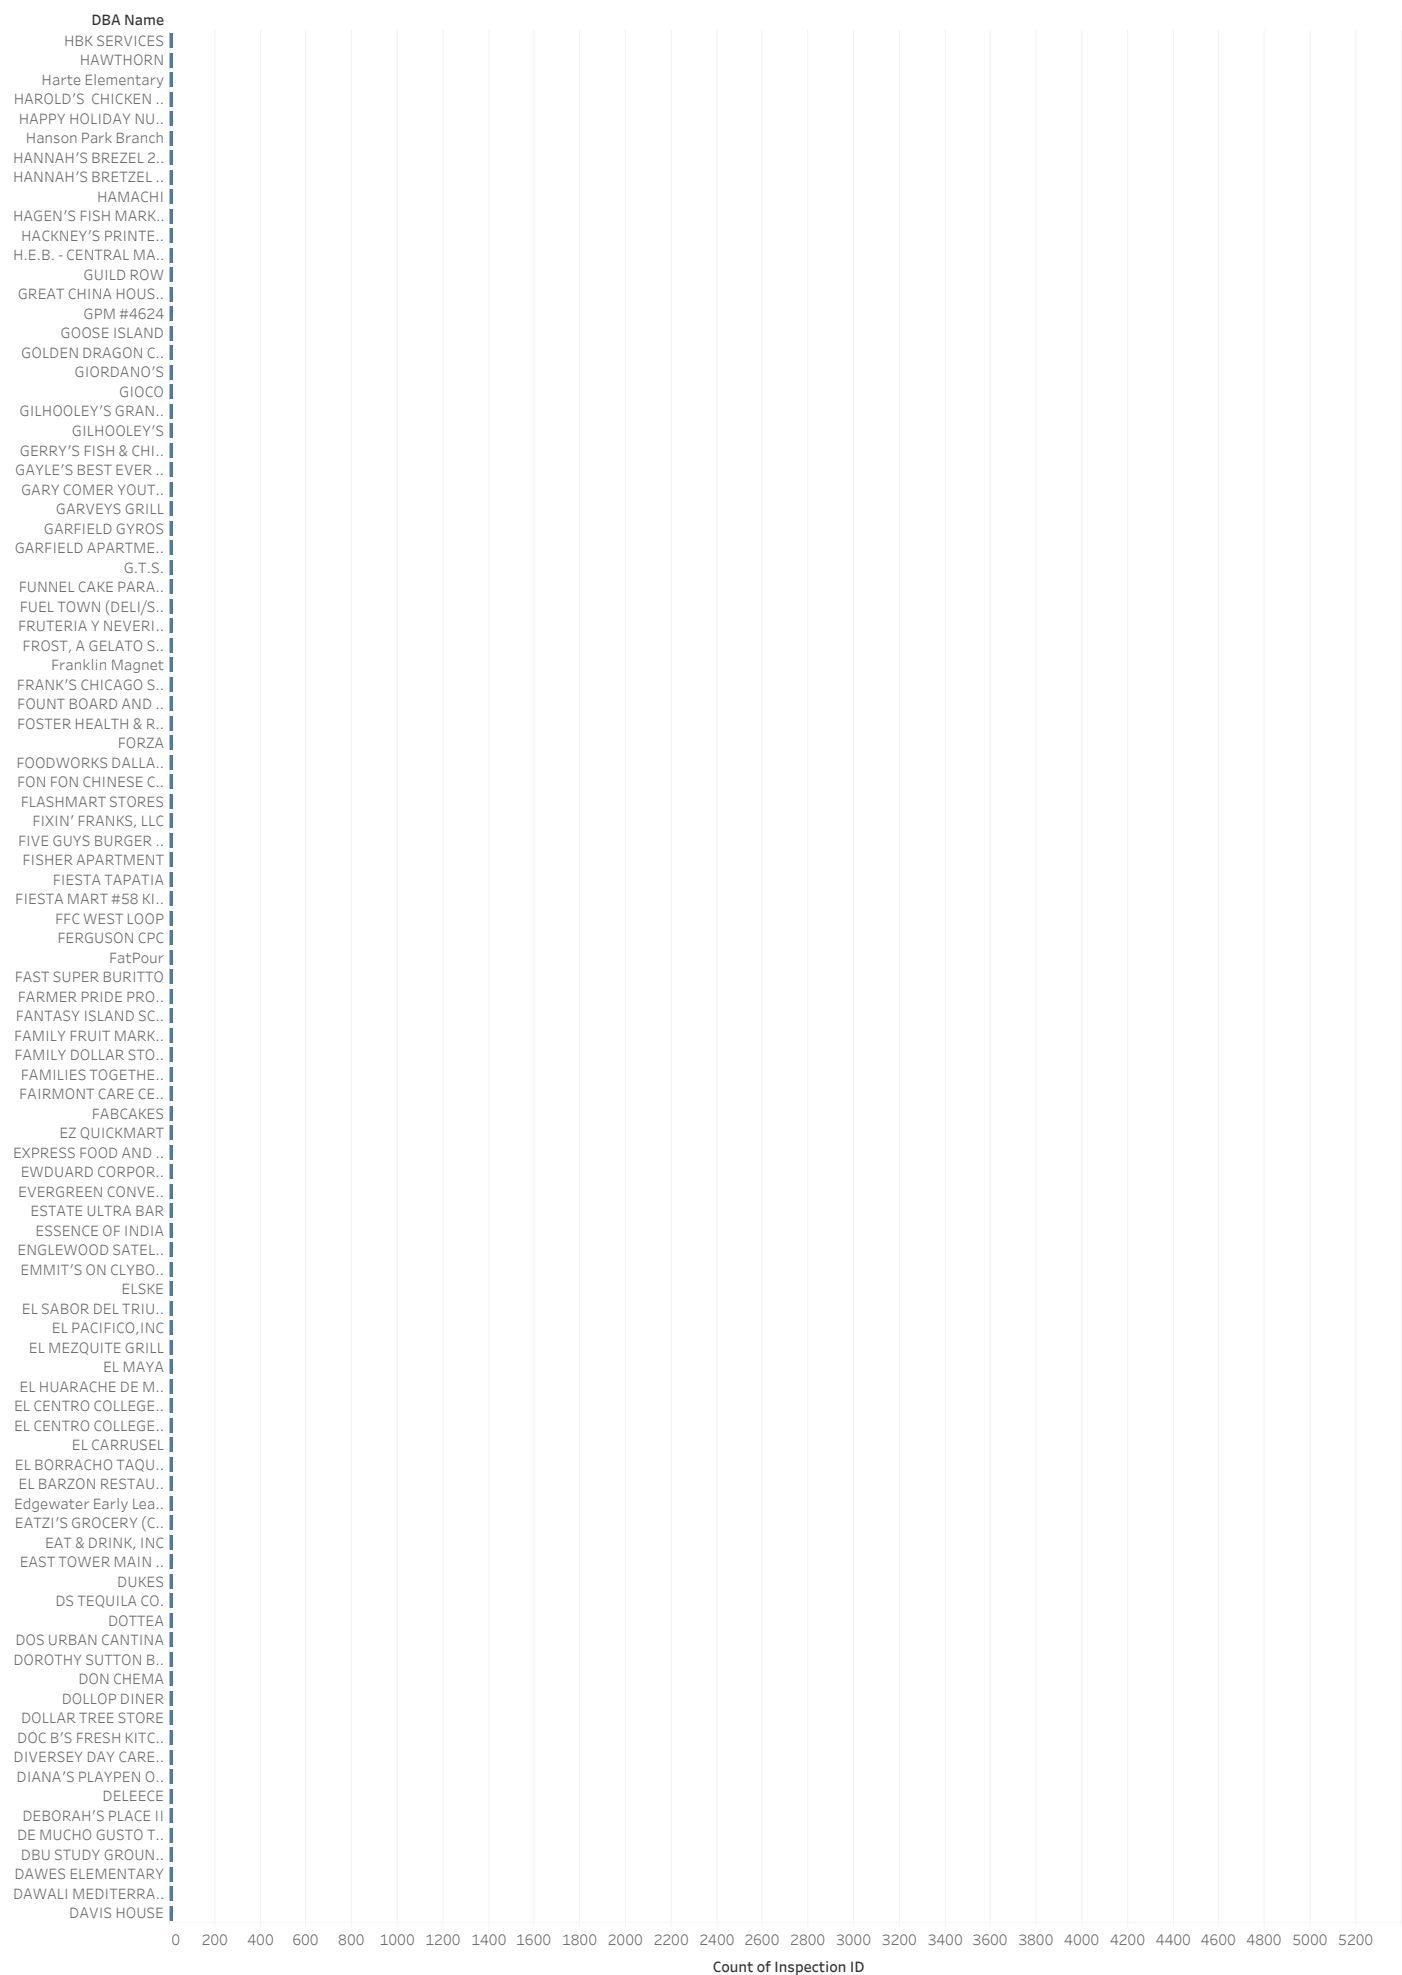 DBA Name
HBK SERVICES
HAWTHORN
Harte Elementary
HAROLD'S  CHICKEN ..
HAPPY HOLIDAY NU..
Hanson Park Branch
HANNAH'S BREZEL 2..
HANNAH'S BRETZEL ..
HAMACHI
HAGEN'S FISH MARK..
HACKNEY'S PRINTE..
H.E.B. - CENTRAL MA..
GUILD ROW
GREAT CHINA HOUS..
GPM #4624
GOOSE ISLAND
GOLDEN DRAGON C..
GIORDANO'S
GIOCO
GILHOOLEY'S GRAN..
GILHOOLEY'S
GERRY'S FISH & CHI..
GAYLE'S BEST EVER ..
GARY COMER YOUT..
GARVEYS GRILL
GARFIELD GYROS
GARFIELD APARTME..
G.T.S.
FUNNEL CAKE PARA..
FUEL TOWN (DELI/S..
FRUTERIA Y NEVERI..
FROST, A GELATO S..
Franklin Magnet
FRANK'S CHICAGO S..
FOUNT BOARD AND ..
FOSTER HEALTH & R..
FORZA
FOODWORKS DALLA..
FON FON CHINESE C..
FLASHMART STORES
FIXIN' FRANKS, LLC
FIVE GUYS BURGER ..
FISHER APARTMENT
FIESTA TAPATIA
FIESTA MART #58 KI..
FFC WEST LOOP
FERGUSON CPC
FatPour
FAST SUPER BURITTO
FARMER PRIDE PRO..
FANTASY ISLAND SC..
FAMILY FRUIT MARK..
FAMILY DOLLAR STO..
FAMILIES TOGETHE..
FAIRMONT CARE CE..
FABCAKES
EZ QUICKMART
EXPRESS FOOD AND ..
EWDUARD CORPOR..
EVERGREEN CONVE..
ESTATE ULTRA BAR
ESSENCE OF INDIA
ENGLEWOOD SATEL..
EMMIT'S ON CLYBO..
ELSKE
EL SABOR DEL TRIU..
EL PACIFICO,INC
EL MEZQUITE GRILL
EL MAYA
EL HUARACHE DE M..
EL CENTRO COLLEGE..
EL CENTRO COLLEGE..
EL CARRUSEL
EL BORRACHO TAQU..
EL BARZON RESTAU..
Edgewater Early Lea..
EATZI'S GROCERY (C..
EAT & DRINK, INC
EAST TOWER MAIN ..
DUKES
DS TEQUILA CO.
DOTTEA
DOS URBAN CANTINA
DOROTHY SUTTON B..
DON CHEMA
DOLLOP DINER
DOLLAR TREE STORE
DOC B'S FRESH KITC..
DIVERSEY DAY CARE..
DIANA'S PLAYPEN O..
DELEECE
DEBORAH'S PLACE II
DE MUCHO GUSTO T..
DBU STUDY GROUN..
DAWES ELEMENTARY
DAWALI MEDITERRA..
DAVIS HOUSE
0 200 400 600 800 1000 1200 1400 1600 1800 2000 2200 2400 2600 2800 3000 3200 3400 3600 3800 4000 4200 4400 4600 4800 5000 5200
Count of Inspection ID